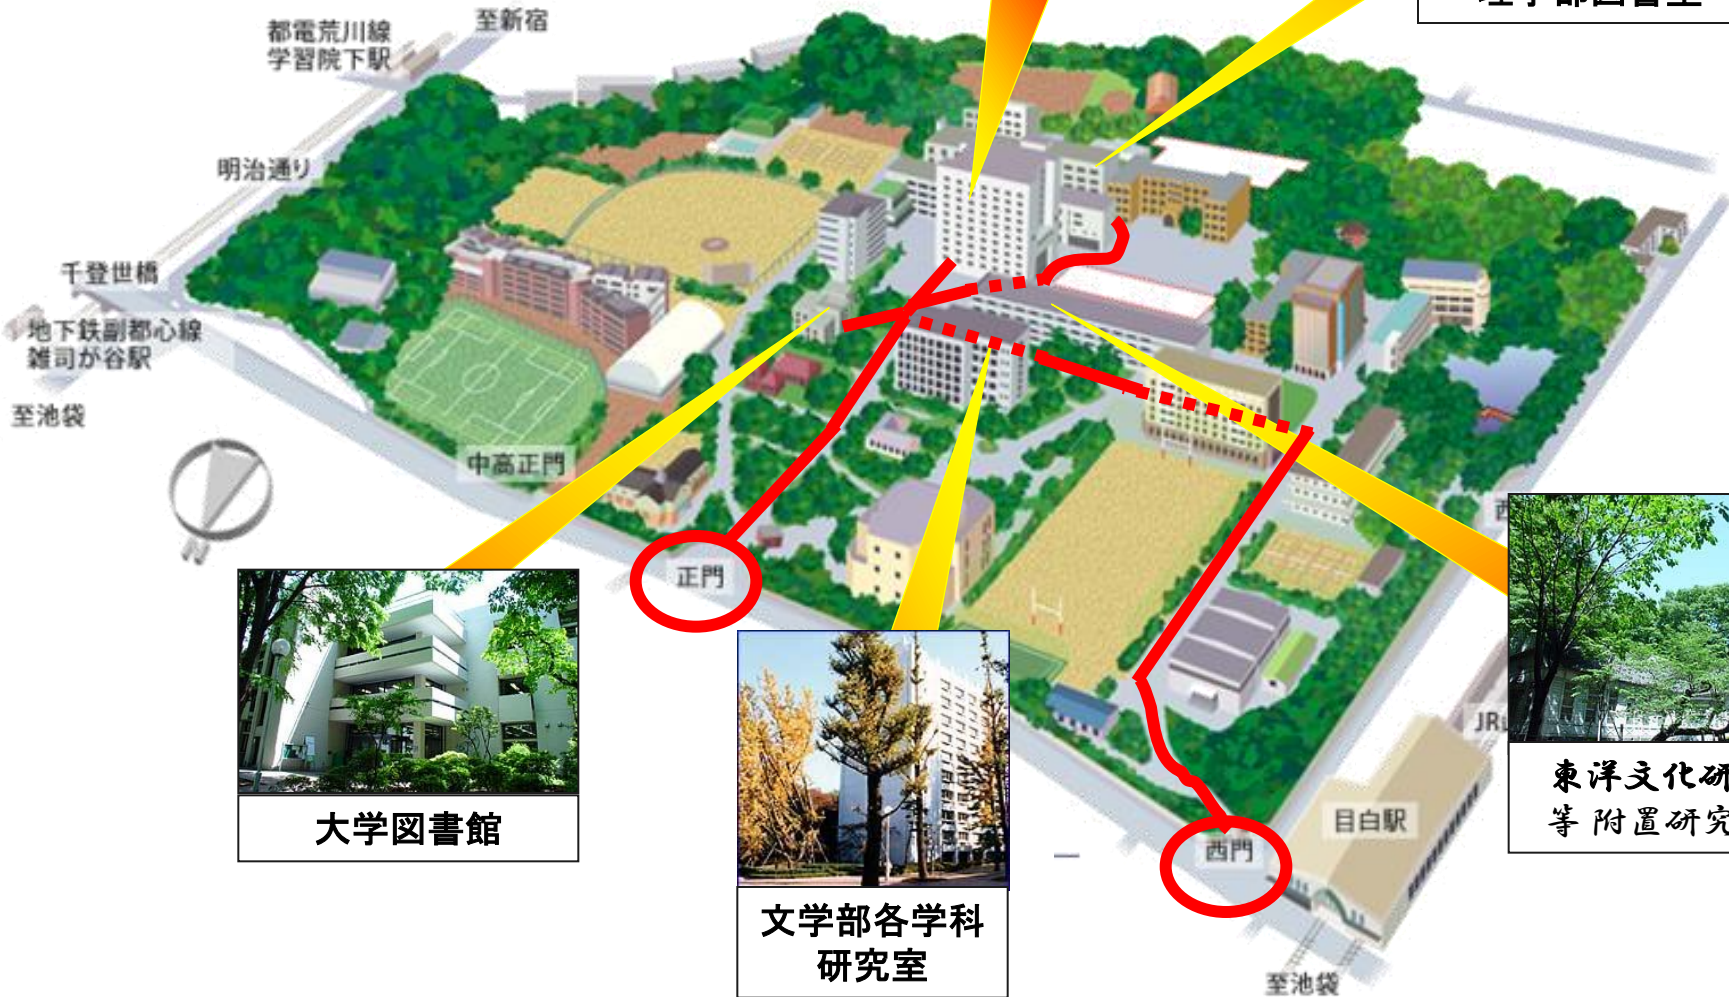 至新宿
都電荒川線
学習院下駅
明治通り
千登世橋
地下鉄副都心線
雑司が谷駅
至池袋
中高正門
正門
大学図書館
文学部各学科
研究室
西門
目白駅
至池袋
JR
東洋文化研
等 附置研究